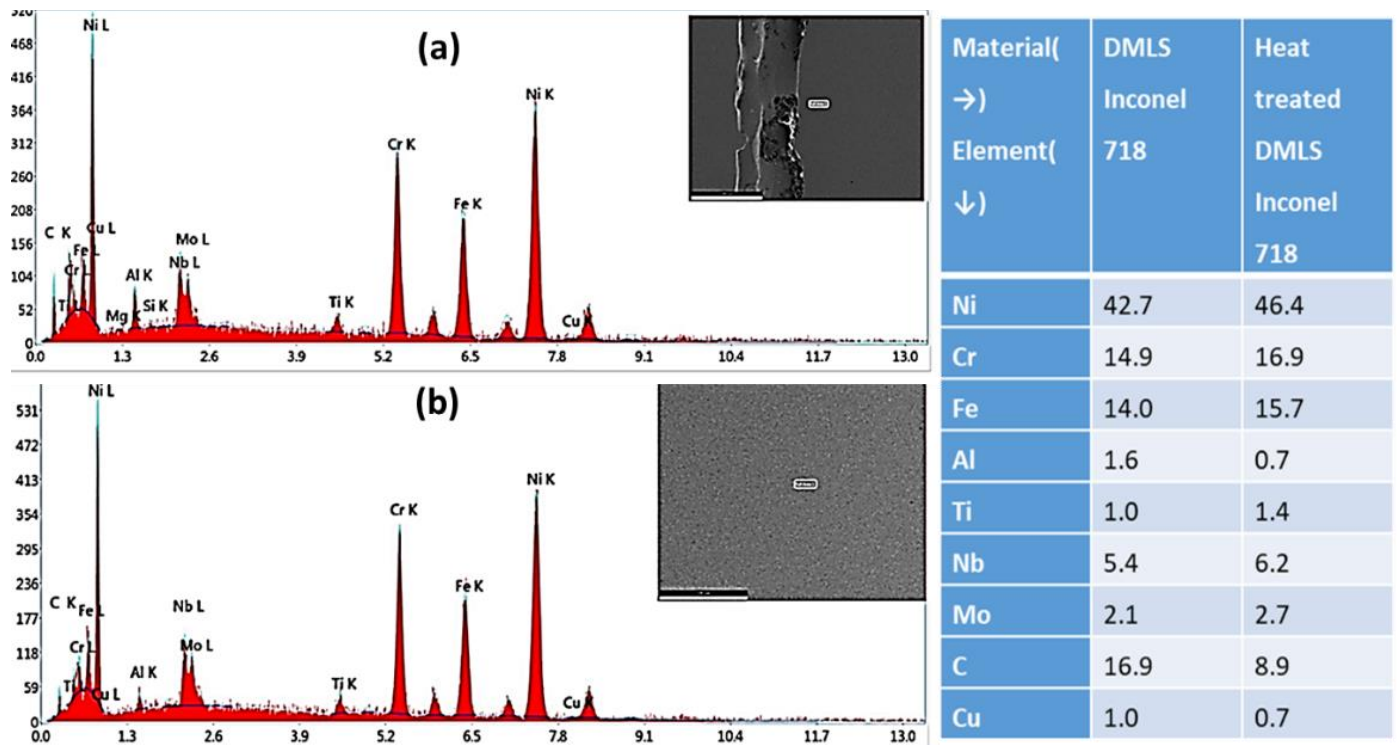 (a)
520
468
416
364
312
260
208
156
104
52
0
Ni L
C K
Cu L
Fe L
Cr L
Ti
Mg K
Al K
Si K
Nb L
Mo L
Ti K
Cr K
Fe K
Ni K
Cu
0.0 1.3 2.6 3.9 5.2 6.5 7.8 9.1 10.4 11.7 13.0
(b)
531
472
413
354
295
236
177
118
59
0
Ni L
C K
Fe L
Cr L
Ti
Cu L
Al K
Nb L
Mo L
Ti K
Cr K
Fe K
Ni K
Cu
0.0 1.3 2.6 3.9 5.2 6.5 7.8 9.1 10.4 11.7 13.0
Material(
→)
Element(
↓)
DMLS
Inconel
718
Heat
treated
DMLS
Inconel
718
Ni 42.7 46.4
Cr 14.9 16.9
Fe 14.0 15.7
Al 1.6 0.7
Ti 1.0 1.4
Nb 5.4 6.2
Mo 2.1 2.7
C 16.9 8.9
Cu 1.0 0.7